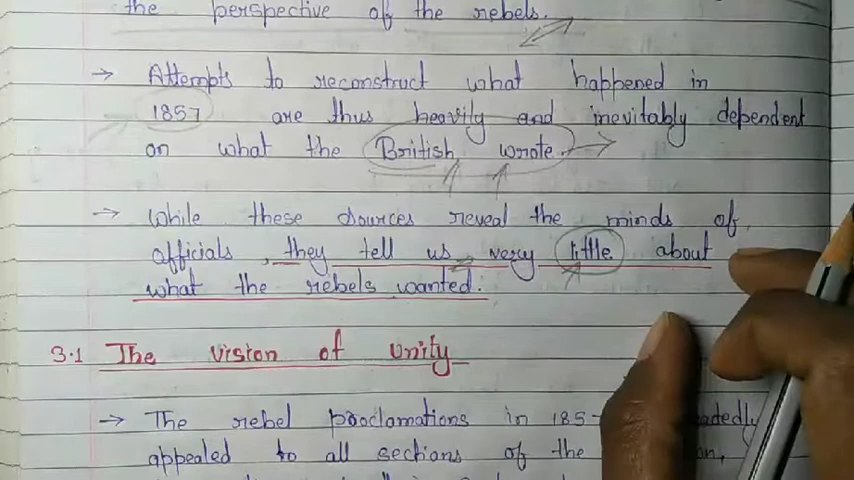 the perspective of the rebels.
→ Attempts to reconstruct what happened in
1857 are thus heavily and inevitably dependent
on what the British wrote.
→ While these sources reveal the minds of
officials, they tell us very little about
what the rebels wanted.
3.1 The vision of Unity
→ The rebel proclamations in 185
appealed to all sections of the